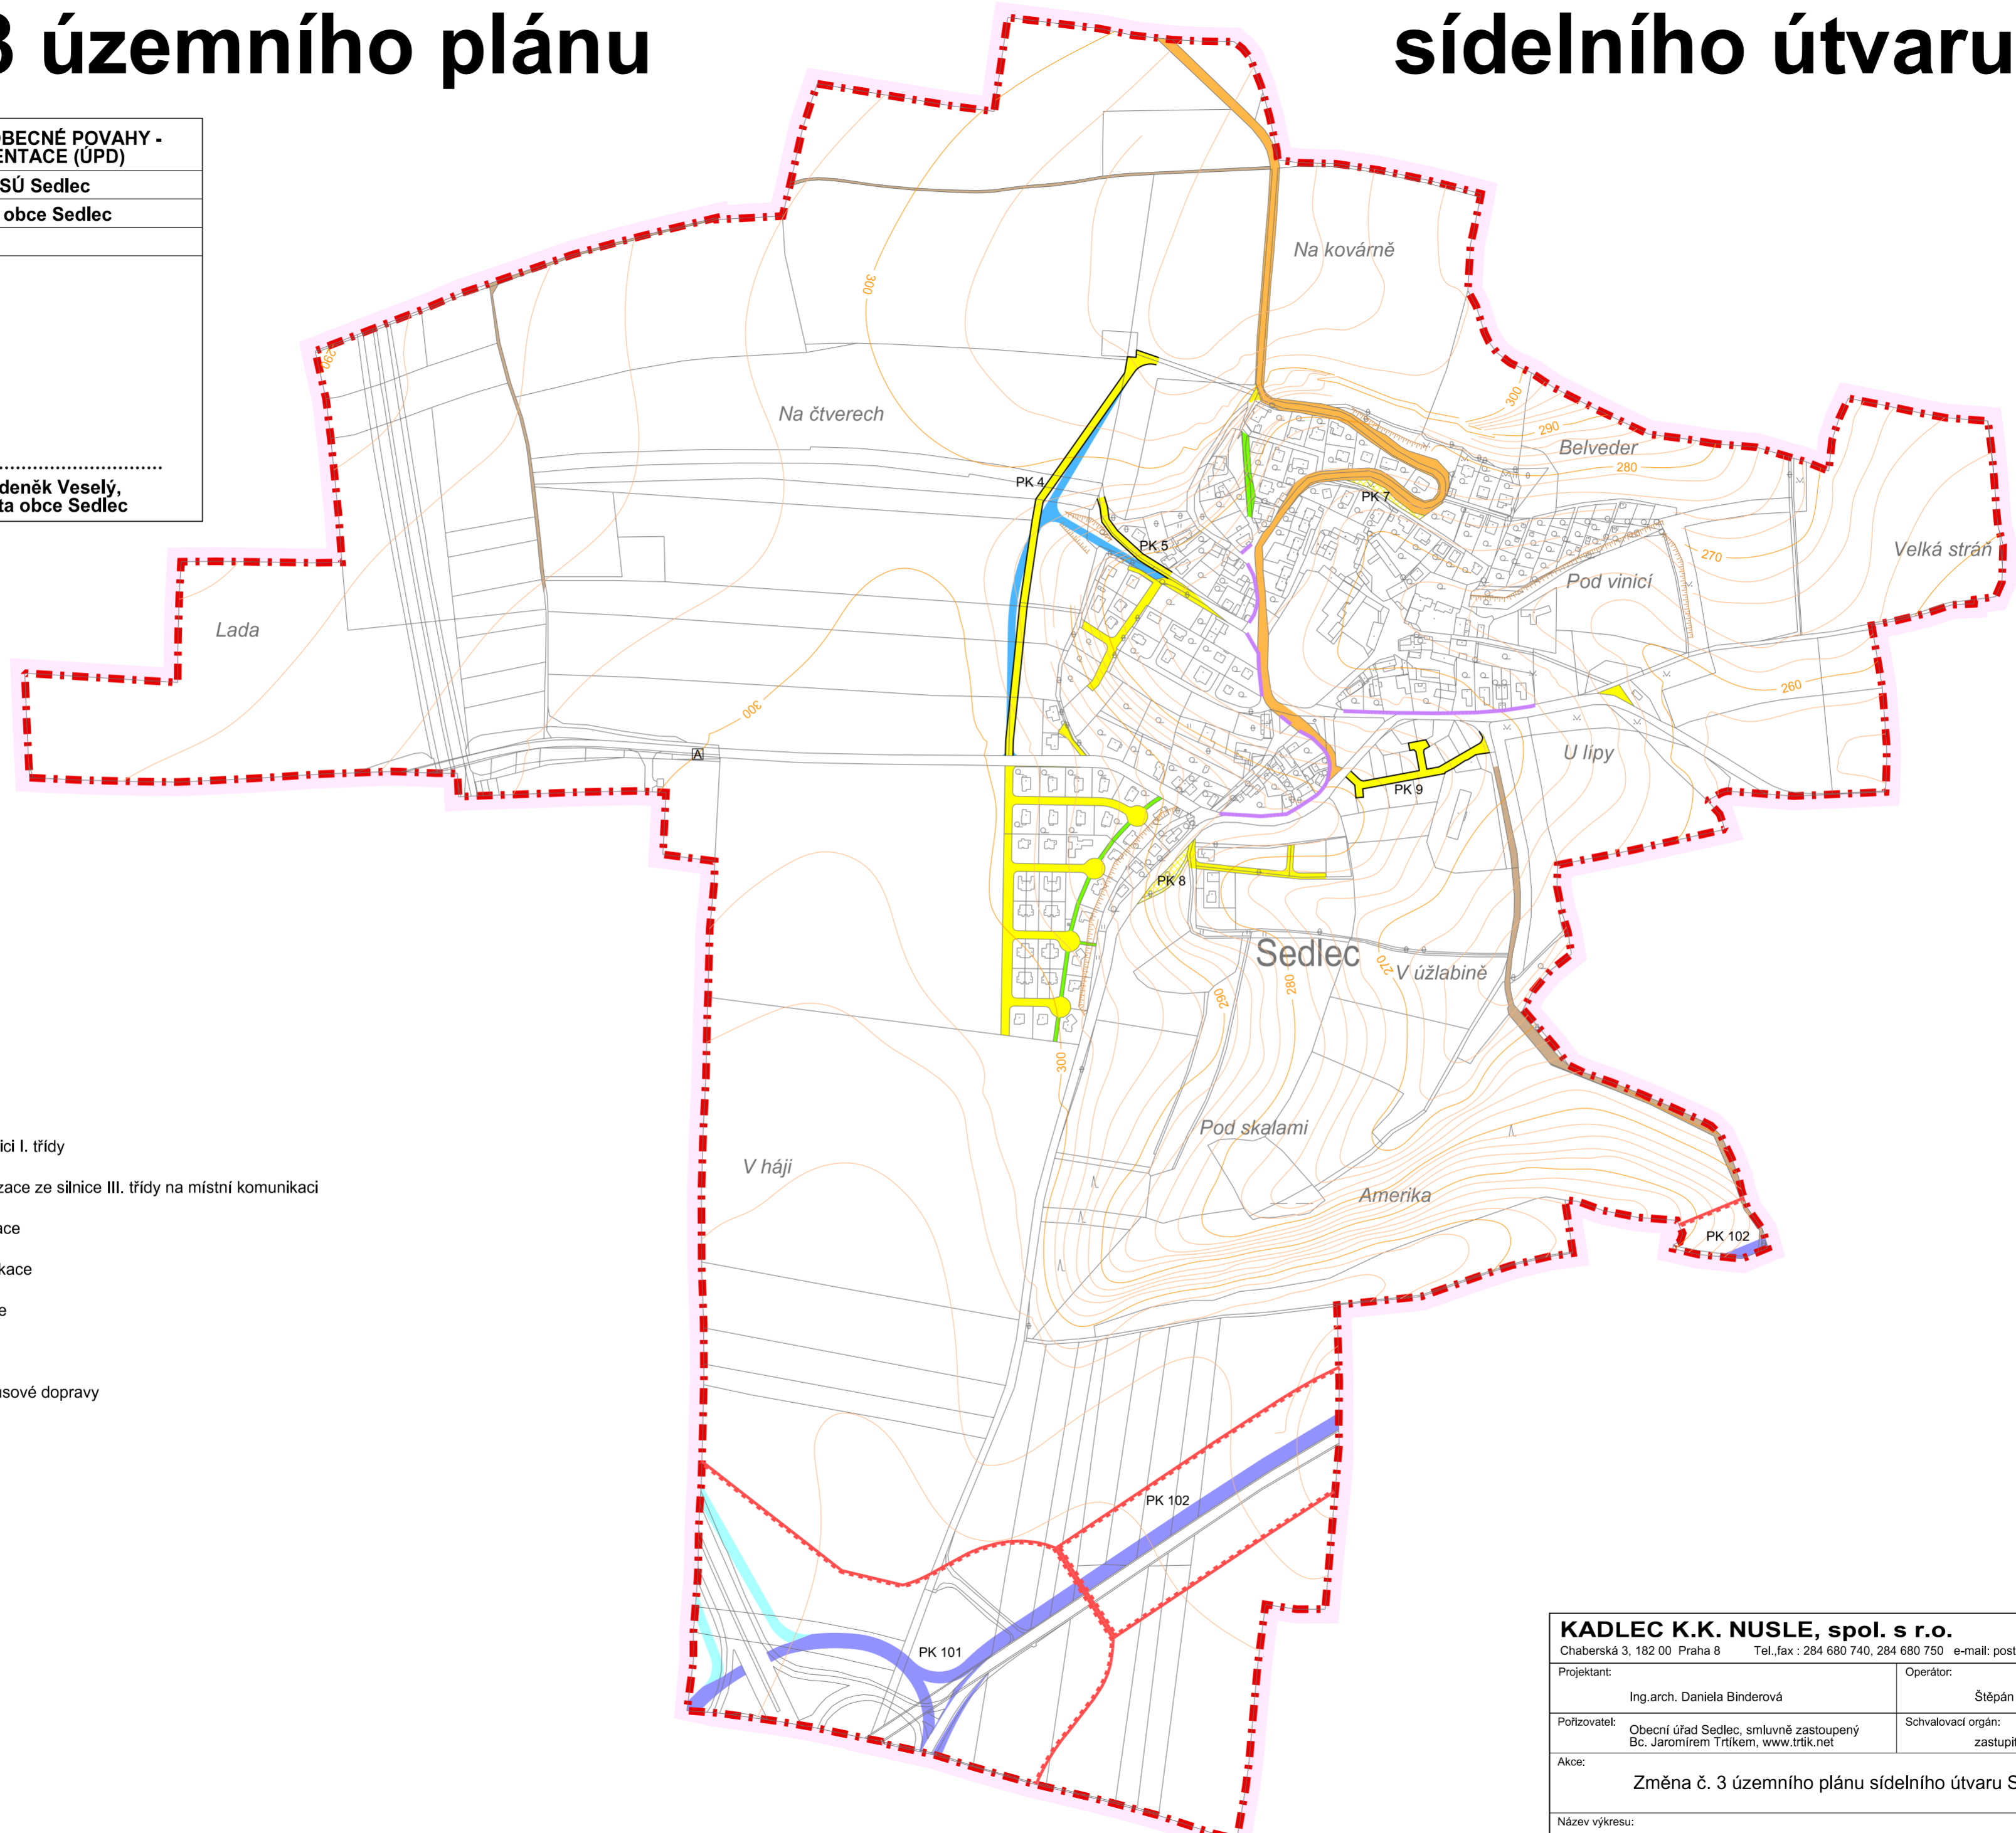 3 územního plánu
sídelního útvaru
OBECNÉ POVAHY -
ENTACE (ÚPD)
SÚ Sedlec
obce Sedlec
deněk Veselý,
ta obce Sedlec
Na kovárně
300
290
Na čtverech
300
290
Belveder
280
PK 4
PK 7
PK 5
270
Velká stráň
Pod vinicí
Lada
260
300
A
U lípy
PK 9
PK 8
Sedlec
V úžlabině
270
280
290
300
Pod skalami
V háji
Amerika
PK 102
ici I. třídy
zace ze silnice III. třídy na místní komunikaci
ace
kace
e
usové dopravy
PK 102
PK 101
KADLEC K.K. NUSLE, spol. s r.o.
Chaberská 3, 182 00 Praha 8 Tel.,fax : 284 680 740, 284 680 750 e-mail: post
Projektant:
Operátor:
Ing.arch. Daniela Binderová
Štěpán
Pořizovatel:
Obecní úřad Sedlec, smluvně zastoupený
Bc. Jaromírem Trtíkem, www.trtik.net
Schvalovací orgán:
zastupit
Akce:
Změna č. 3 územního plánu sídelního útvaru S
Název výkresu: